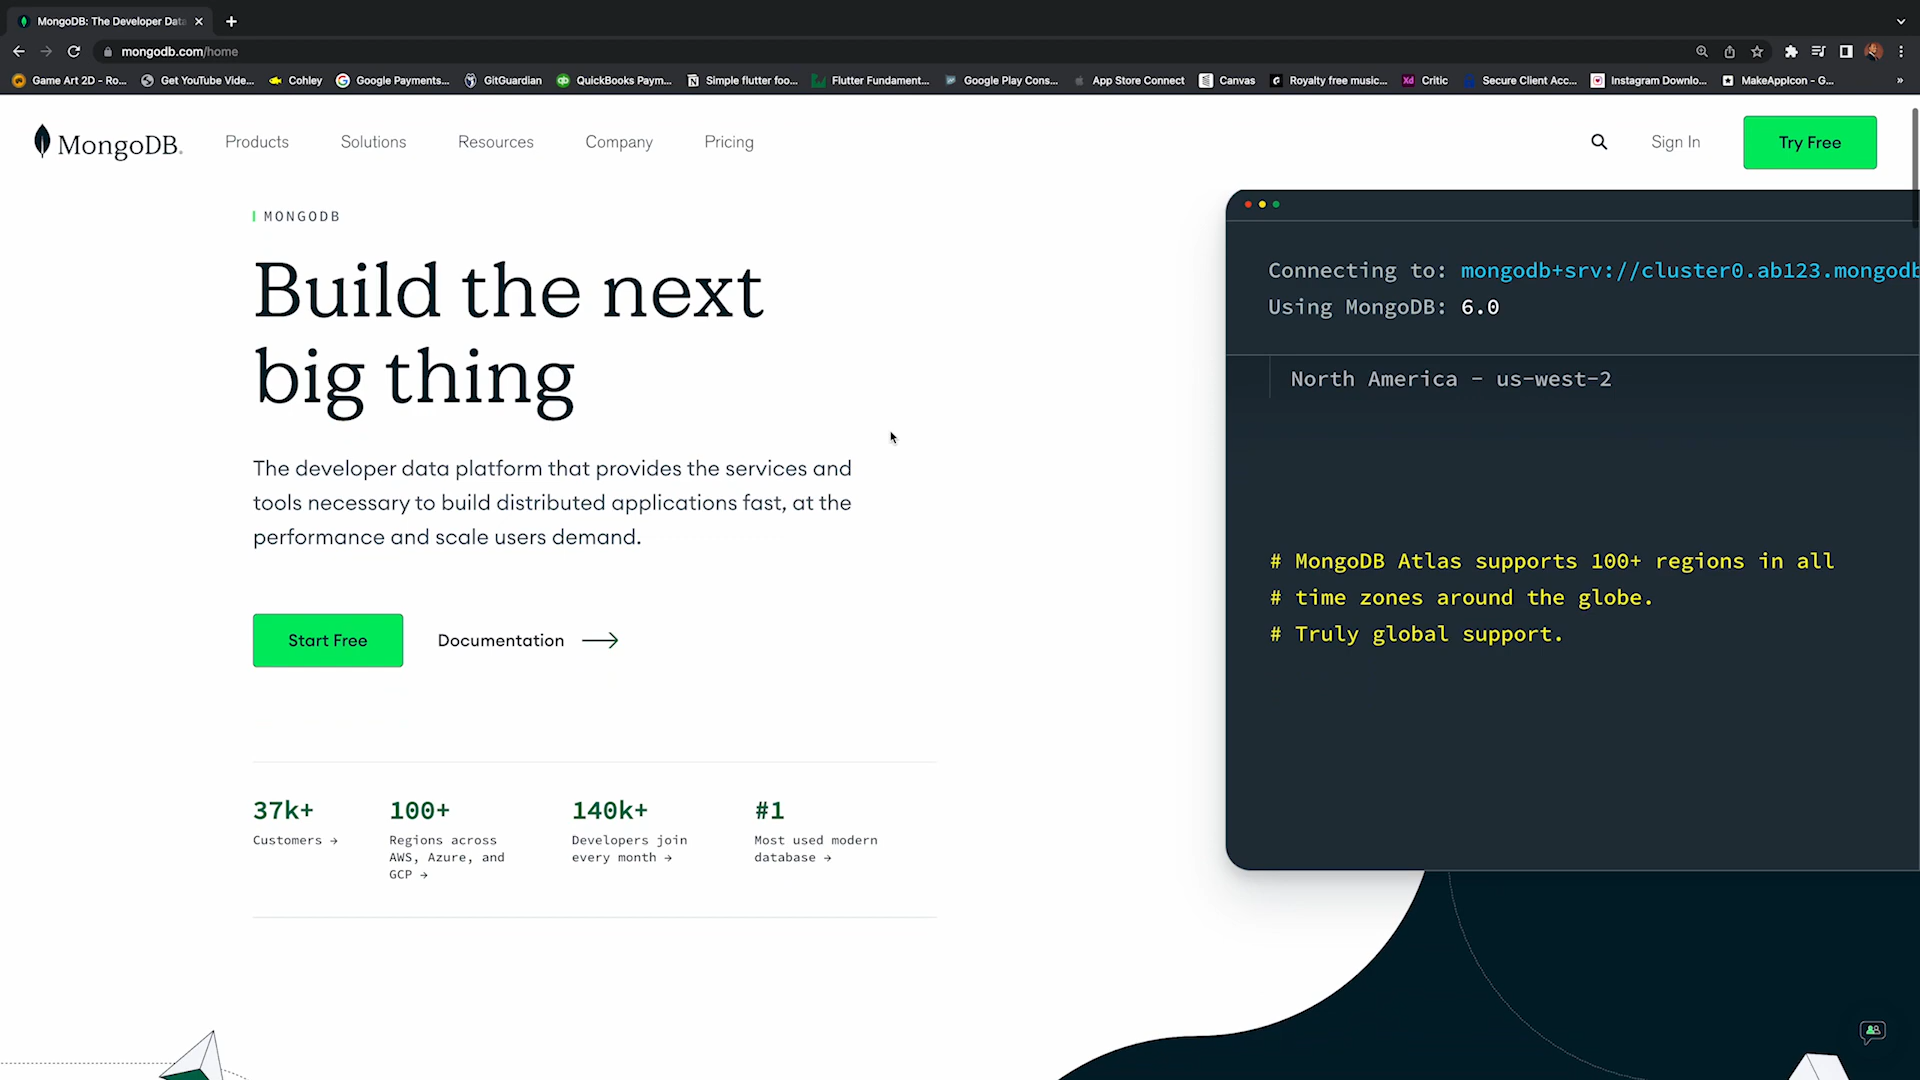 MongoDB: The Developer Data
mongodb.com/home
Game Art 2D - Ro...
Get YouTube Vide...
Cohley
Google Payments...
GitGuardian
QuickBooks Paym...
Simple flutter foo...
Flutter Fundament...
Google Play Cons...
App Store Connect
Canvas
Royalty free music...
Critic
Secure Client Acc...
Instagram Downlo...
MakeAppIcon - G...
MongoDB.
Products
Solutions
Resources
Company
Pricing
Sign In
Try Free
MONGODB
Build the next
big thing
The developer data platform that provides the services and
tools necessary to build distributed applications fast, at the
performance and scale users demand.
Start Free
Documentation
37k+
Customers →
100+
Regions across
AWS, Azure, and
GCP →
140k+
Developers join
every month →
#1
Most used modern
database →
Connecting to: mongodb+srv://cluster0.ab123.mongodb
Using MongoDB: 6.0
North America - us-west-2
# MongoDB Atlas supports 100+ regions in all
# time zones around the globe.
# Truly global support.